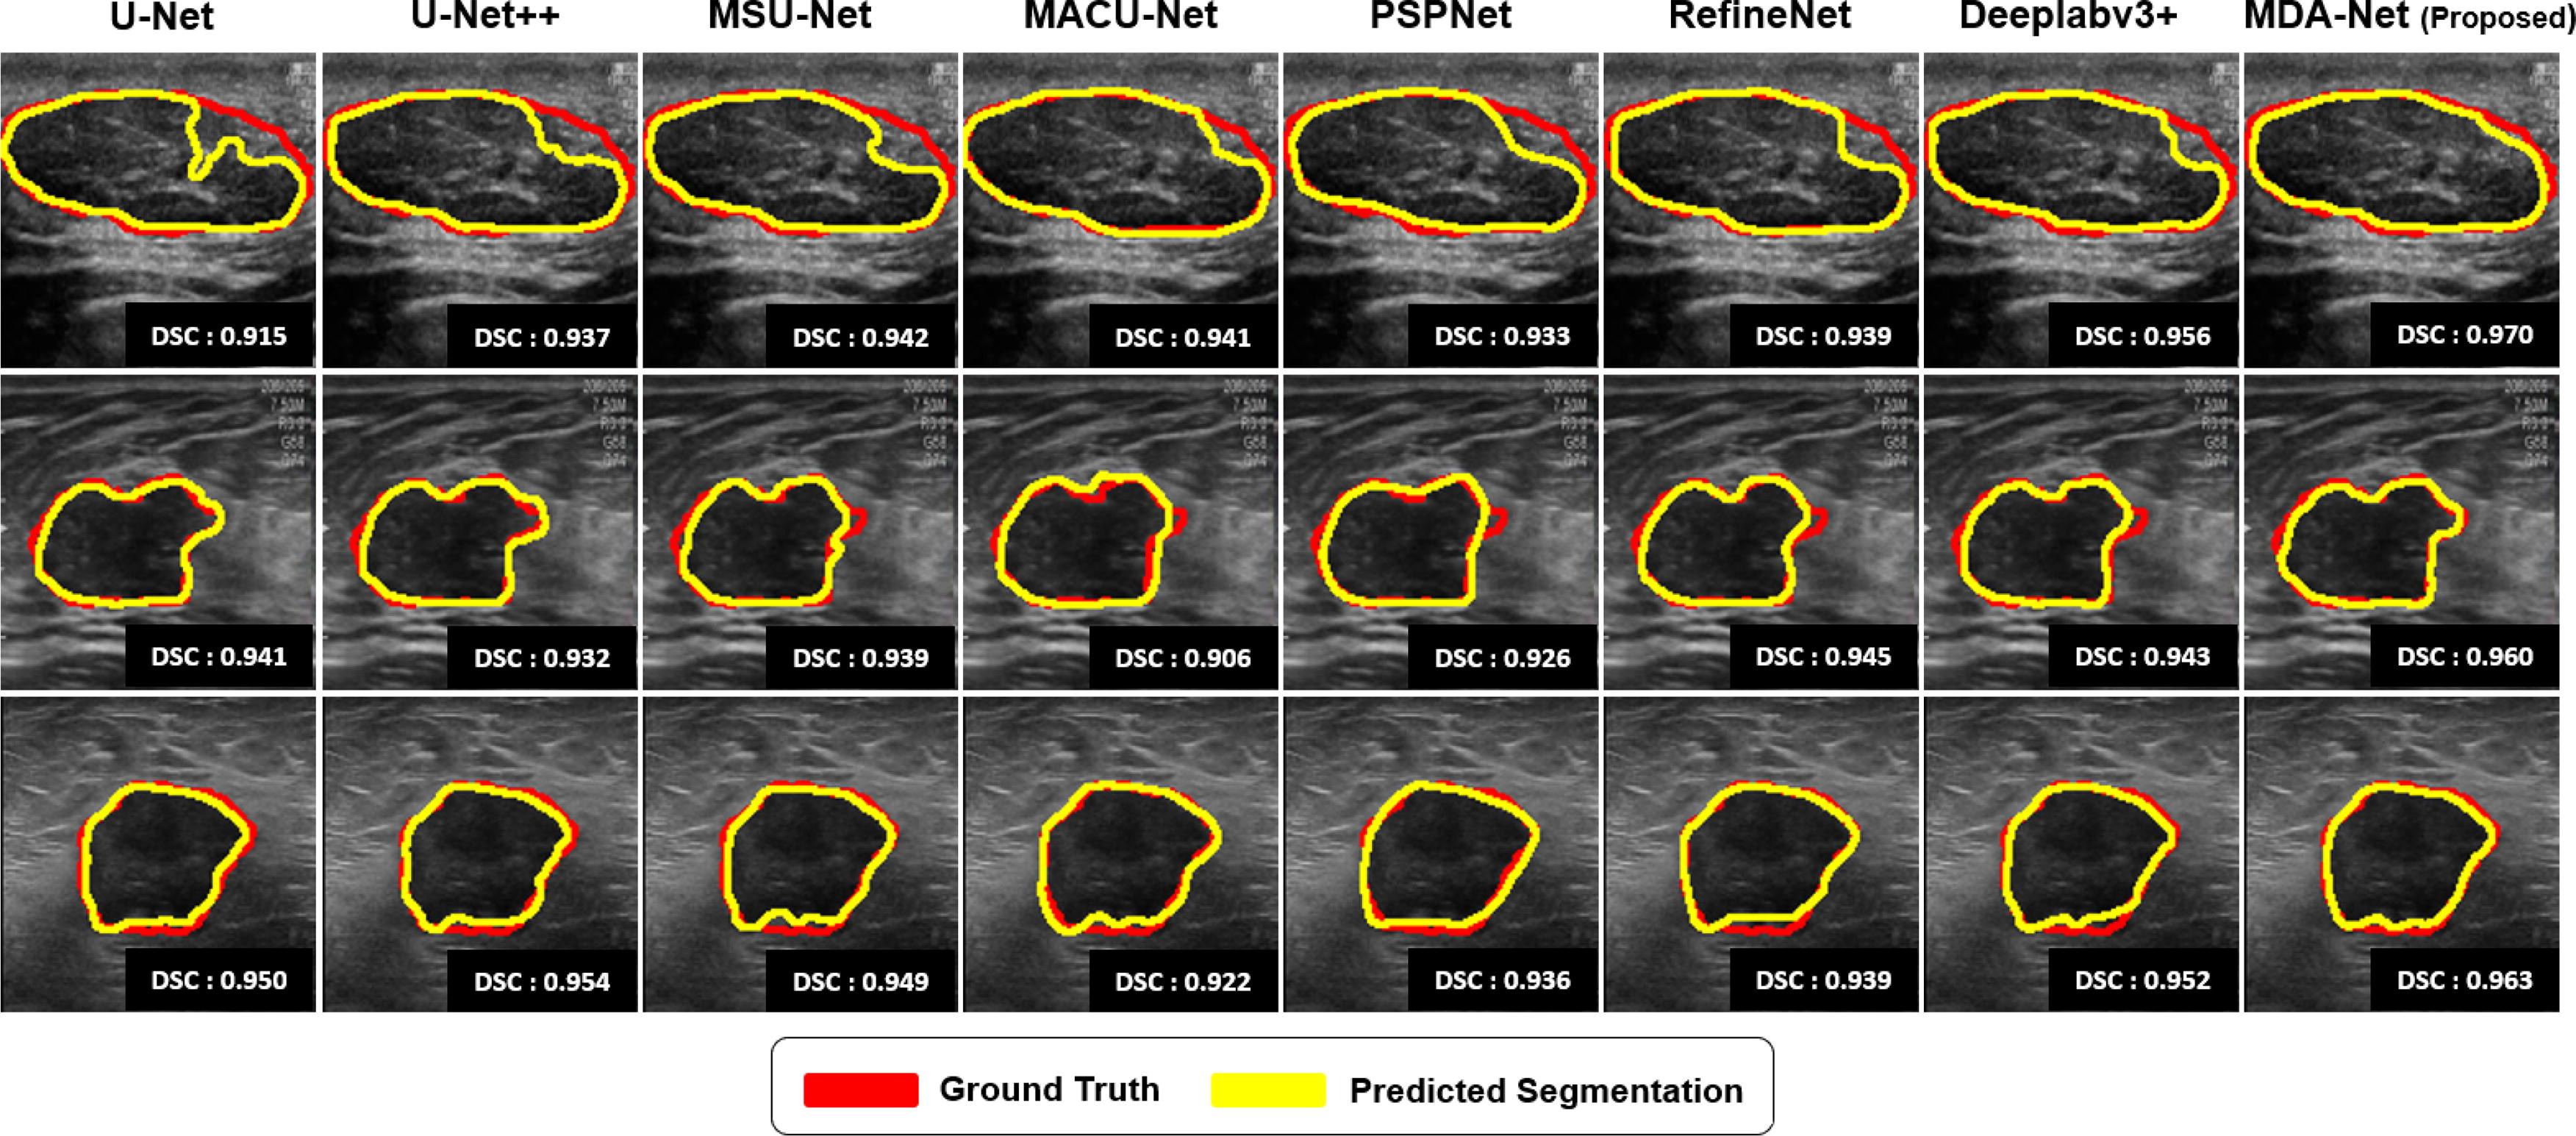 U-Net U-Net++ MSU-Net MACU-Net PSPNet RefineNet Deeplabv3+ MDA-Net (Proposed)
DSC : 0.915 DSC : 0.937 DSC : 0.942 DSC : 0.941 DSC : 0.933 DSC : 0.939 DSC : 0.956 DSC : 0.970
DSC : 0.941 DSC : 0.932 DSC : 0.939 DSC : 0.906 DSC : 0.926 DSC : 0.945 DSC : 0.943 DSC : 0.960
DSC : 0.950 DSC : 0.954 DSC : 0.949 DSC : 0.922 DSC : 0.936 DSC : 0.939 DSC : 0.952 DSC : 0.963
Ground Truth Predicted Segmentation